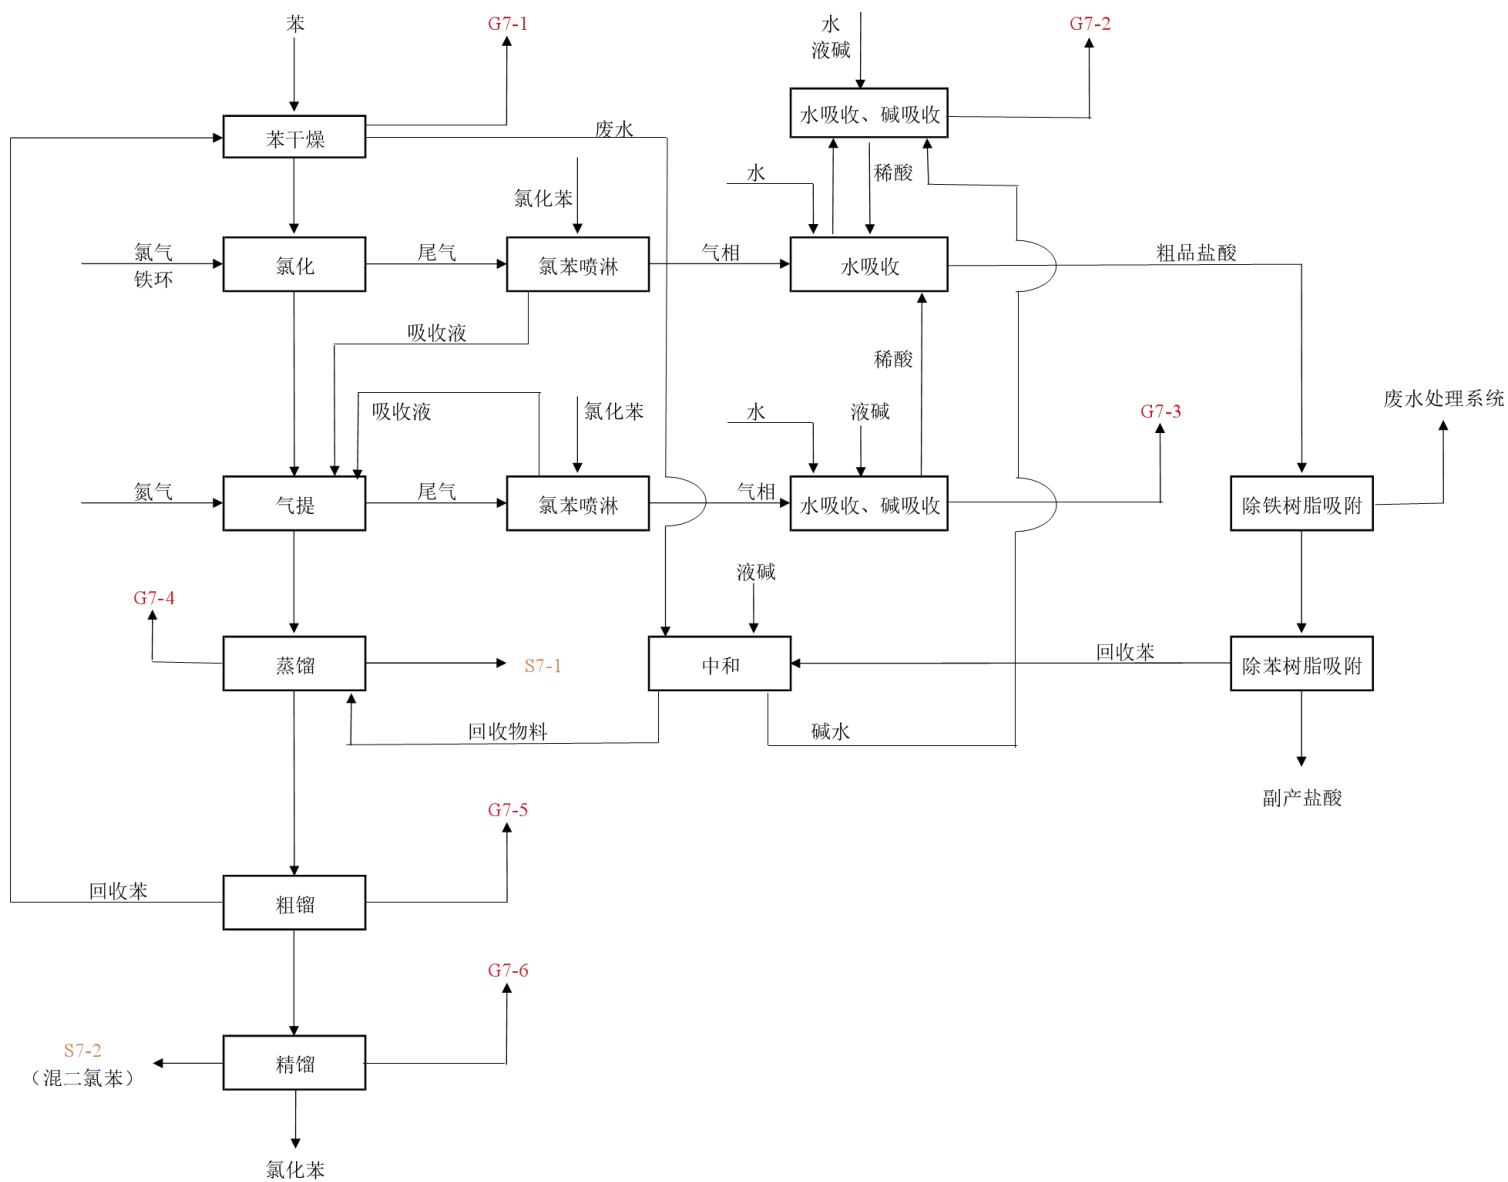 苯
G7-1
水
液碱
G7-2
苯干燥
废水
水吸收、碱吸收
水
稀酸
氯化苯
氯气
铁环
氯化
尾气
氯苯喷淋
气相
水吸收
粗品盐酸
吸收液
稀酸
吸收液
氯化苯
水
液碱
G7-3
废水处理系统
氮气
气提
尾气
氯苯喷淋
气相
水吸收、碱吸收
除铁树脂吸附
液碱
G7-4
蒸馏
S7-1
中和
回收苯
除苯树脂吸附
回收物料
碱水
副产盐酸
G7-5
回收苯
粗馏
G7-6
S7-2
（混二氯苯）
精馏
氯化苯